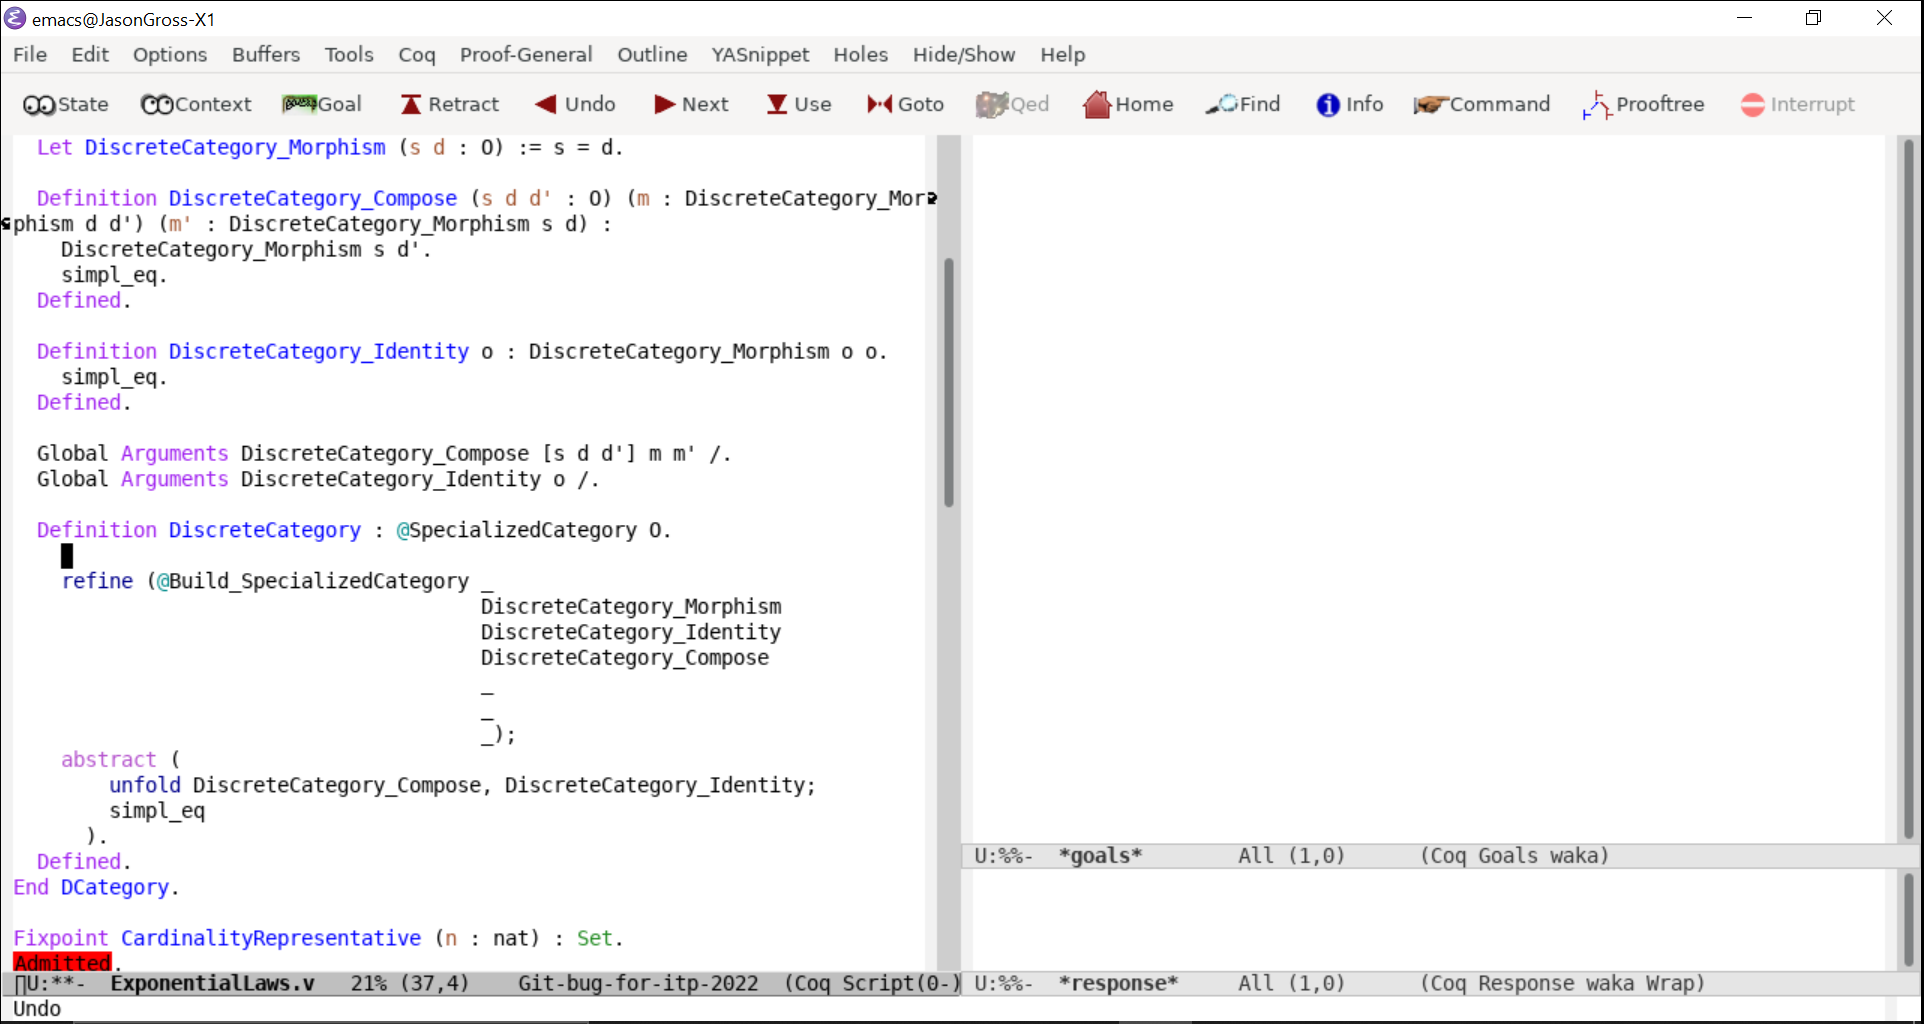 emacs@JasonGross-X1
File Edit Options Buffers Tools Coq Proof-General Outline YASnippet Holes Hide/Show Help
State Context Goal Retract Undo Next Use Goto Qed Home Find Info Command Prooftree Interrupt
Let DiscreteCategory_Morphism (s d : O) := s = d.
Definition DiscreteCategory_Compose (s d d' : O) (m : DiscreteCategory_Mor
phism d d') (m' : DiscreteCategory_Morphism s d) :
DiscreteCategory_Morphism s d'.
simpl_eq.
Defined.
Definition DiscreteCategory_Identity o : DiscreteCategory_Morphism o o.
simpl_eq.
Defined.
Global Arguments DiscreteCategory_Compose [s d d'] m m' /.
Global Arguments DiscreteCategory_Identity o /.
Definition DiscreteCategory : @SpecializedCategory O.
refine (@Build_SpecializedCategory _
DiscreteCategory_Morphism
DiscreteCategory_Identity
DiscreteCategory_Compose
_
_
_);
abstract (
unfold DiscreteCategory_Compose, DiscreteCategory_Identity;
simpl_eq
).
Defined.
End DCategory.
Fixpoint CardinalityRepresentative (n : nat) : Set.
Admitted.
U:**- ExponentialLaws.v 21% (37,4) Git-bug-for-itp-2022 (Coq Script(0-)
Undo
U:%%- *goals* All (1,0) (Coq Goals waka)
U:%%- *response* All (1,0) (Coq Response waka Wrap)